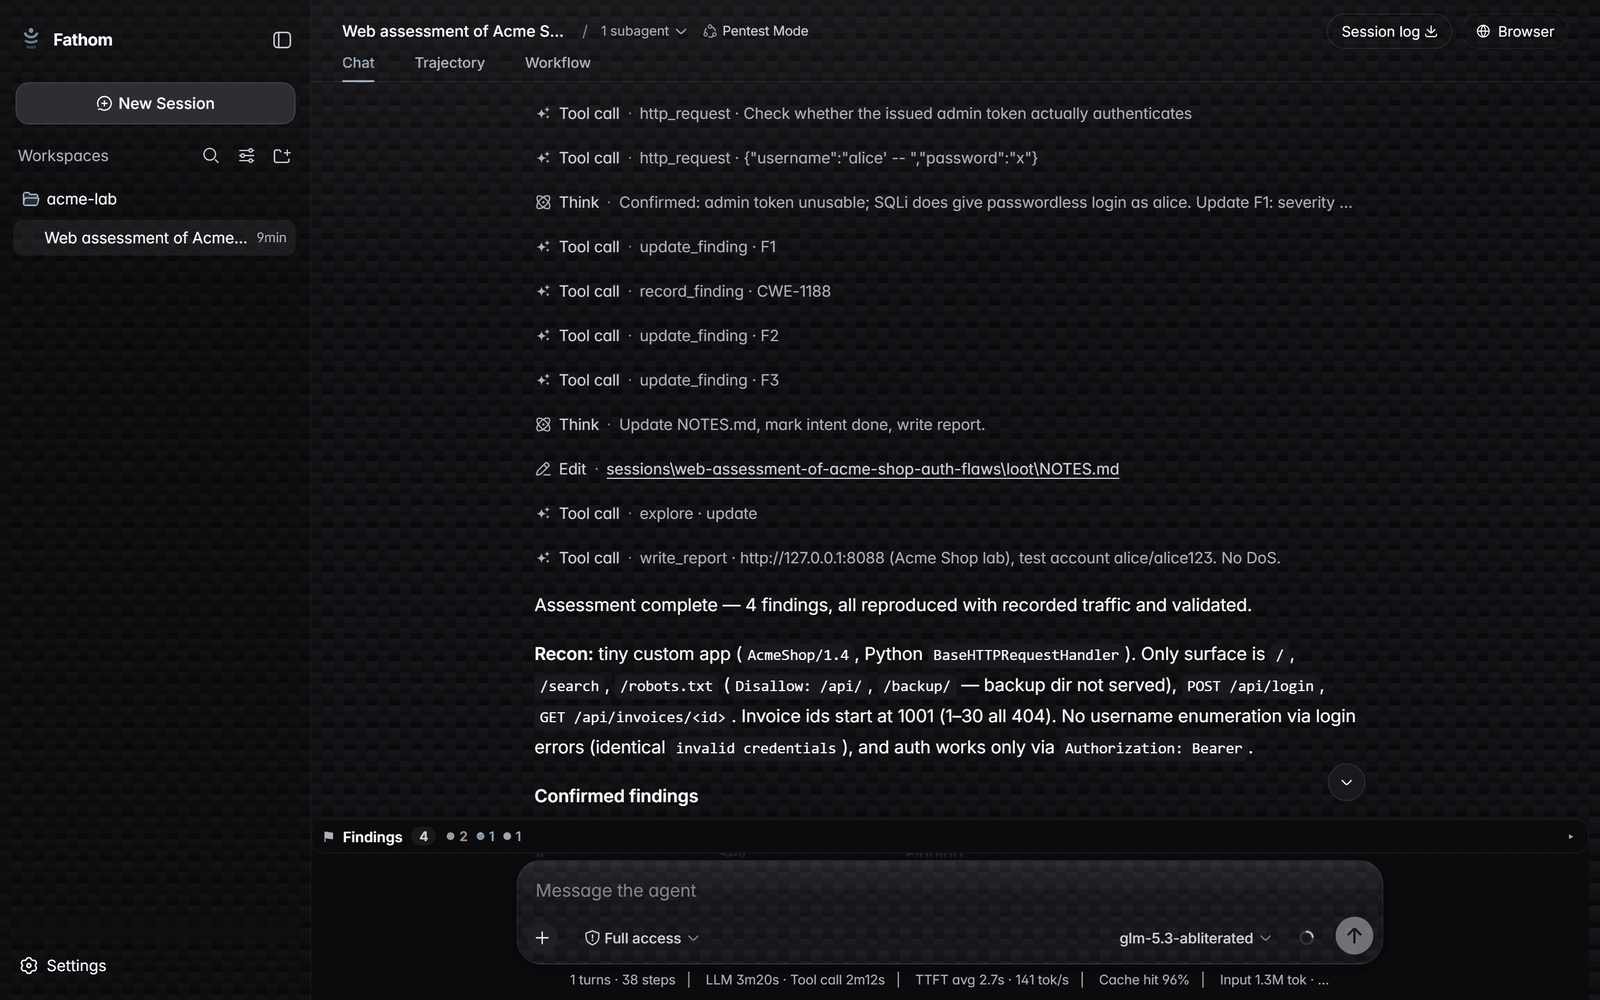 Fathom
New Session
Workspaces
acme-lab
Web assessment of Acme... 9min
Settings
Web assessment of Acme S... / 1 subagent Pentest Mode
Session log Browser
Chat Trajectory Workflow
Tool call · http_request · Check whether the issued admin token actually authenticates
Tool call · http_request · {"username":"alice' -- ","password":"x"}
Think · Confirmed: admin token unusable; SQLi does give passwordless login as alice. Update F1: severity ...
Tool call · update_finding · F1
Tool call · record_finding · CWE-1188
Tool call · update_finding · F2
Tool call · update_finding · F3
Think · Update NOTES.md, mark intent done, write report.
Edit · sessions\web-assessment-of-acme-shop-auth-flaws\loot\NOTES.md
Tool call · explore · update
Tool call · write_report · http://127.0.0.1:8088 (Acme Shop lab), test account alice/alice123. No DoS.
Assessment complete — 4 findings, all reproduced with recorded traffic and validated.
Recon: tiny custom app ( AcmeShop/1.4 , Python BaseHTTPRequestHandler ). Only surface is / ,
/search , /robots.txt ( Disallow: /api/ , /backup/ — backup dir not served), POST /api/login ,
GET /api/invoices/<id> . Invoice ids start at 1001 (1–30 all 404). No username enumeration via login
errors (identical invalid credentials ), and auth works only via Authorization: Bearer .
Confirmed findings
Findings 4 2 1 1
Message the agent
Full access glm-5.3-abliterated
1 turns · 38 steps | LLM 3m20s · Tool call 2m12s | TTFT avg 2.7s · 141 tok/s | Cache hit 96% | Input 1.3M tok · ...